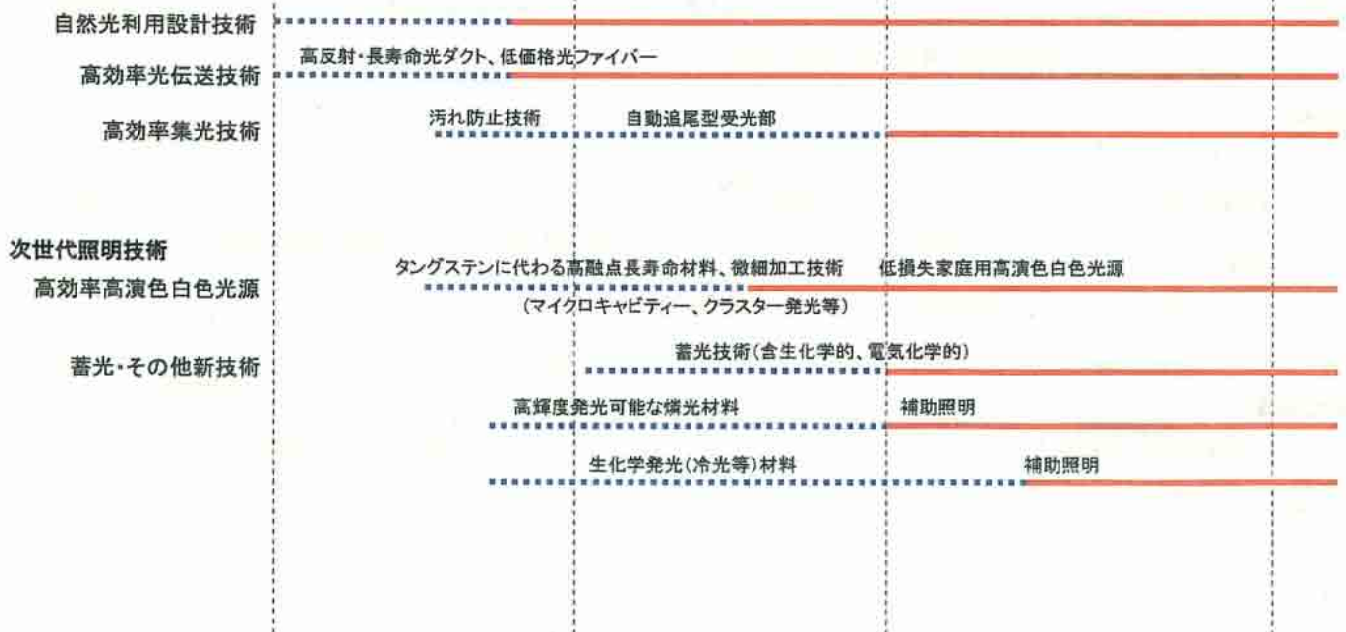 自然光利用設計技術
高反射・長寿命光ダクト、低価格光ファイバー
高効率光伝送技術
汚れ防止技術 自動追尾型受光部
高効率集光技術
次世代照明技術
タングステンに代わる高融点長寿命材料、微細加工技術 低損失家庭用高演色白色光源
高効率高演色白色光源
(マイクロキャビティー、クラスター発光等)
蓄光技術(含生化学的、電気化学的)
蓄光・その他新技術
高輝度発光可能な燐光材料 補助照明
生化学発光(冷光等)材料 補助照明